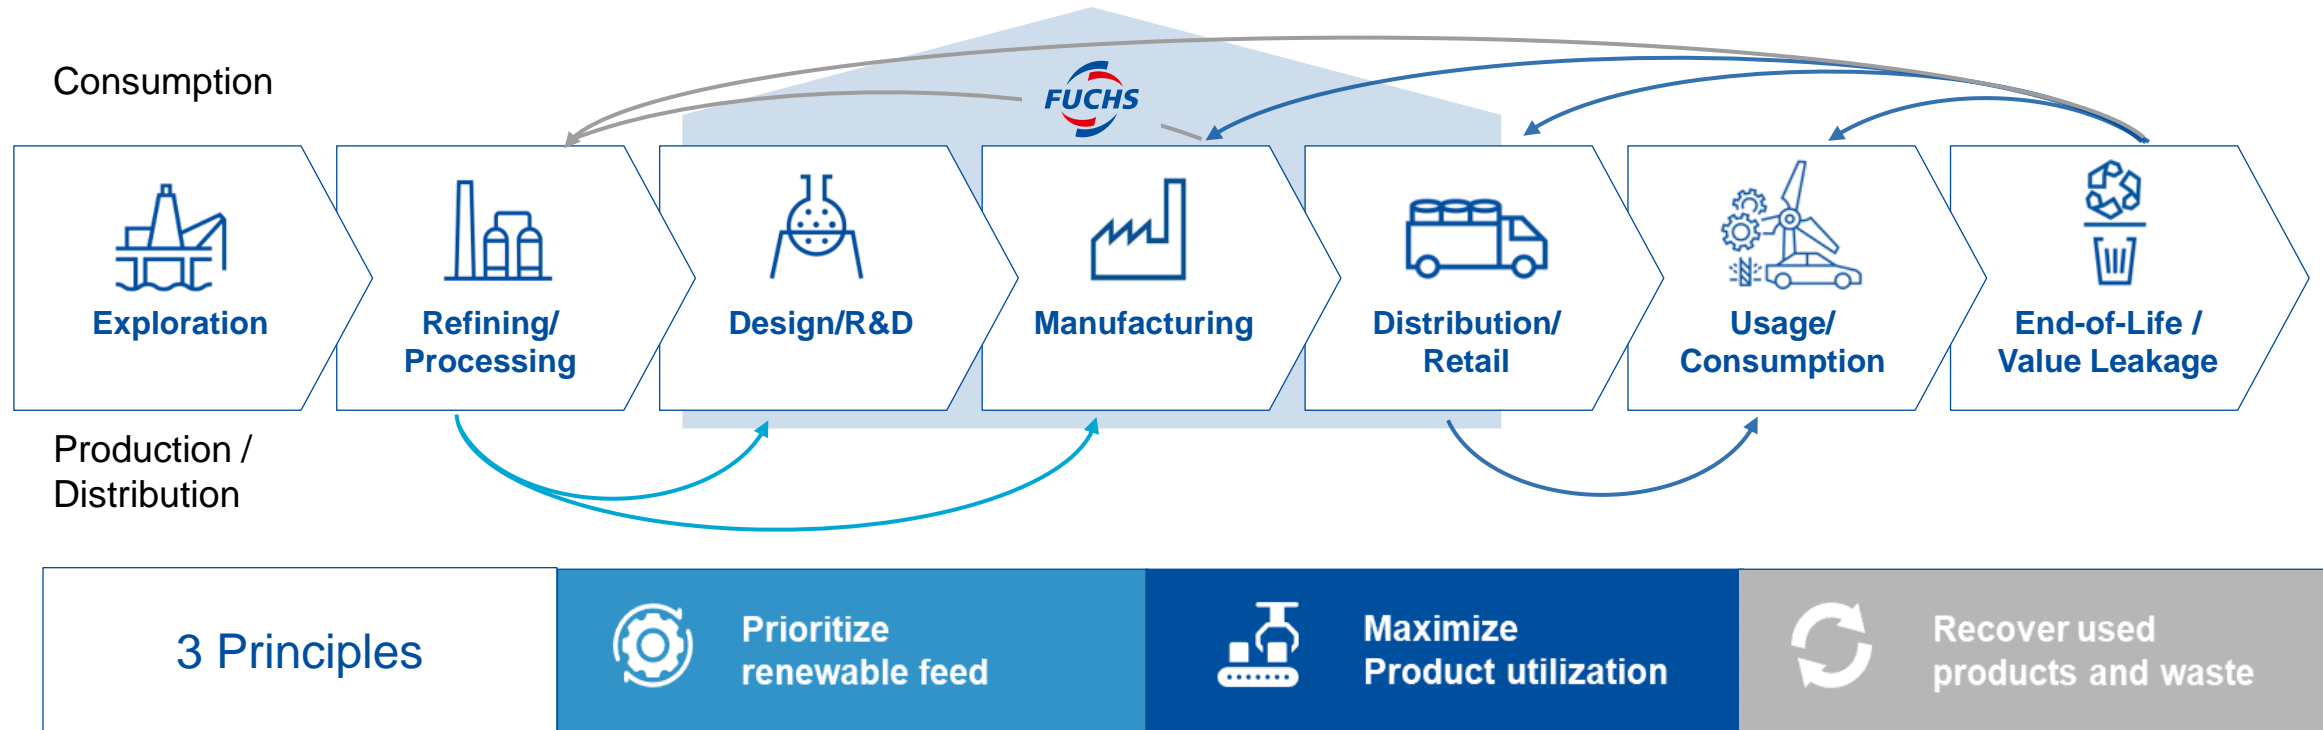 Consumption
FUCHS
Exploration
Refining/
Processing
Design/R&D
Manufacturing
Distribution/
Retail
Usage/
Consumption
End-of-Life /
Value Leakage
Production /
Distribution
3 Principles
Prioritize
renewable feed
Maximize
Product utilization
Recover used
products and waste